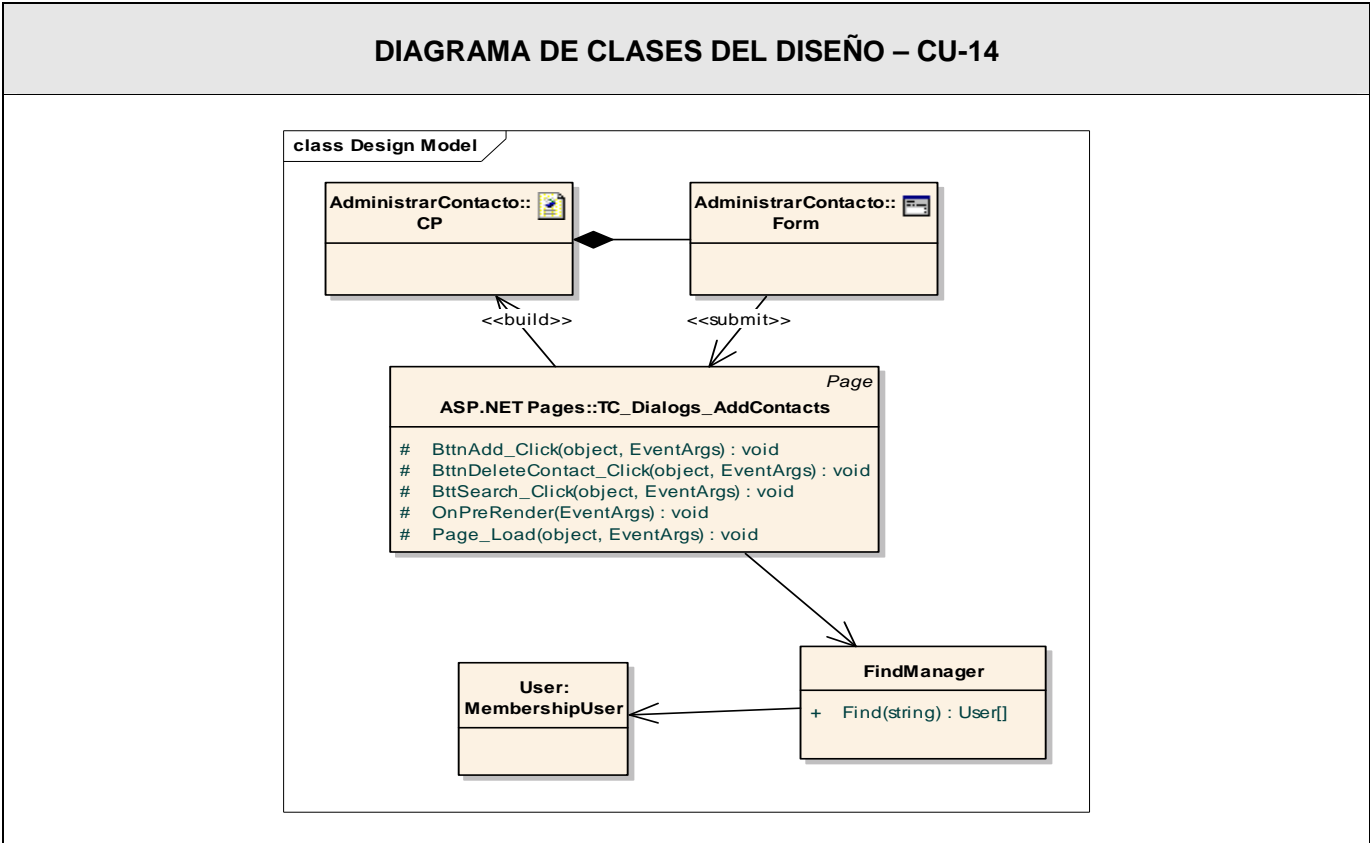 DIAGRAMA DE CLASES DEL DISEÑO – CU-14
class Design Model
AdministrarContacto::
CP
AdministrarContacto::
Form
<<build>>
<<submit>>
Page
ASP.NET Pages::TC_Dialogs_AddContacts
# BttnAdd_Click(object, EventArgs) : void
# BttnDeleteContact_Click(object, EventArgs) : void
# BttSearch_Click(object, EventArgs) : void
# OnPreRender(EventArgs) : void
# Page_Load(object, EventArgs) : void
User:
MembershipUser
FindManager
+ Find(string) : User[]